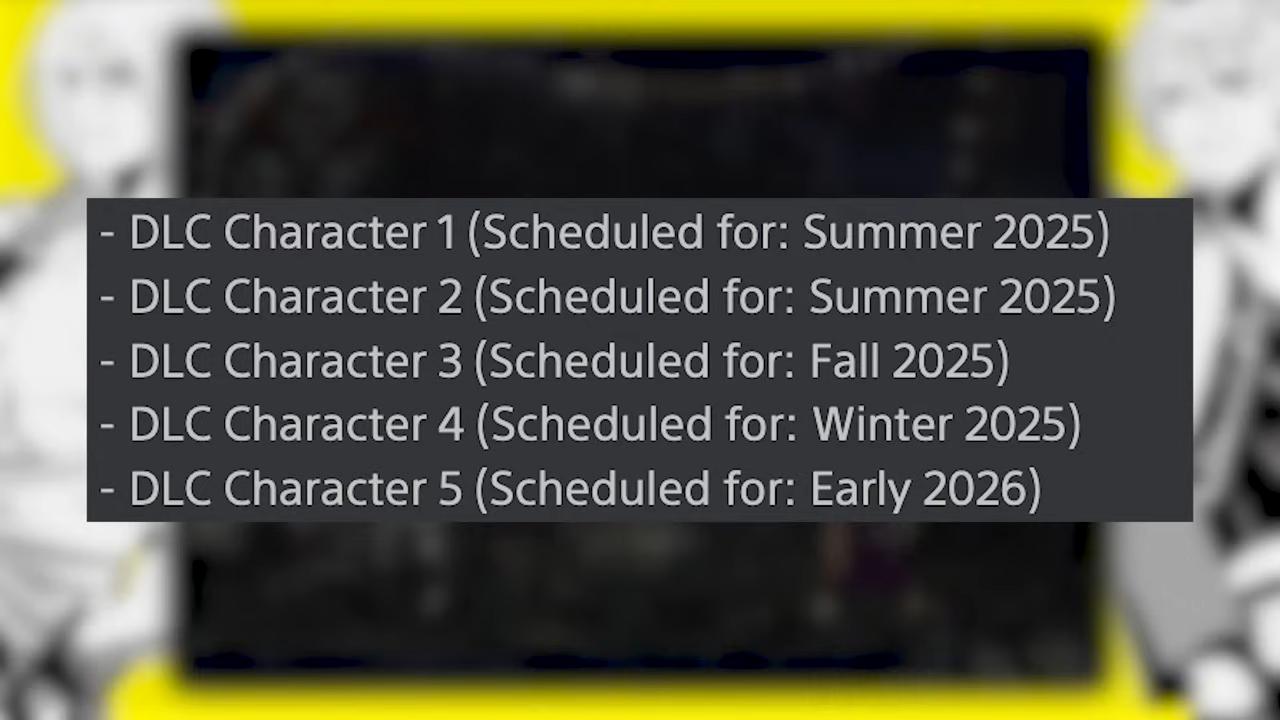 - DLC Character 1 (Scheduled for: Summer 2025)
- DLC Character 2 (Scheduled for: Summer 2025)
- DLC Character 3 (Scheduled for: Fall 2025)
- DLC Character 4 (Scheduled for: Winter 2025)
- DLC Character 5 (Scheduled for: Early 2026)